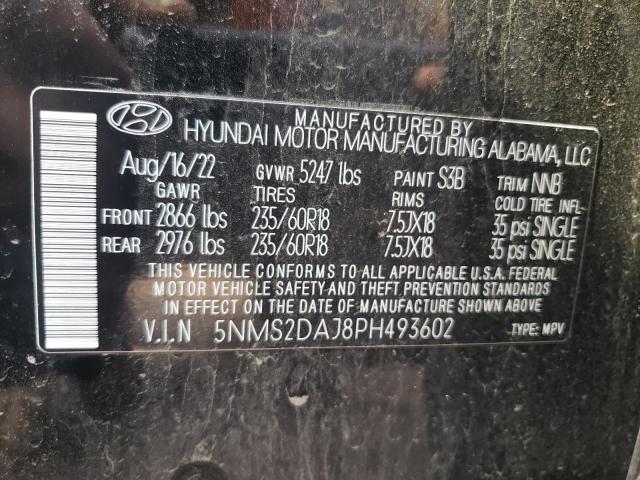 MANUFACTURED BY
HYUNDAI MOTOR MANUFACTURING ALABAMA, LLC
Aug/16/22 GVWR 5247 lbs PAINT S3B TRIM NNB
GAWR TIRES RIMS COLD TIRE INFL-
FRONT 2866 lbs 235/60R18 7.5JX18 35 psi SINGLE
REAR 2976 lbs 235/60R18 7.5JX18 35 psi SINGLE
THIS VEHICLE CONFORMS TO ALL APPLICABLE U.S.A. FEDERAL
MOTOR VEHICLE SAFETY AND THEFT PREVENTION STANDARDS
IN EFFECT ON THE DATE OF MANUFACTURE SHOWN ABOVE.
V.I.N 5NMS2DAJ8PH493602 TYPE: MPV